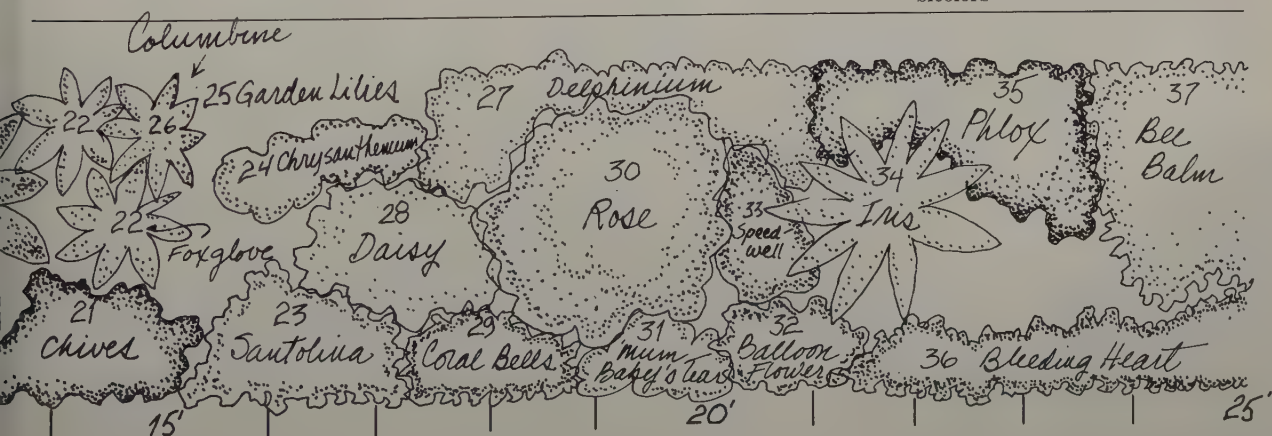 Columbine
22
26
25 Garden Lilies
27 Delphinium
35
Phlox
37
Bee
Balm
24 Chrysanthemum
30
Rose
34
Iris
22
Foxglove
28
Daisy
33
Speed
well
21
Chives
23
Santolina
29
Coral Bells
31
Mum
Baby's Tear
32
Balloon
Flower
36 Bleeding Heart
15'
20'
25'